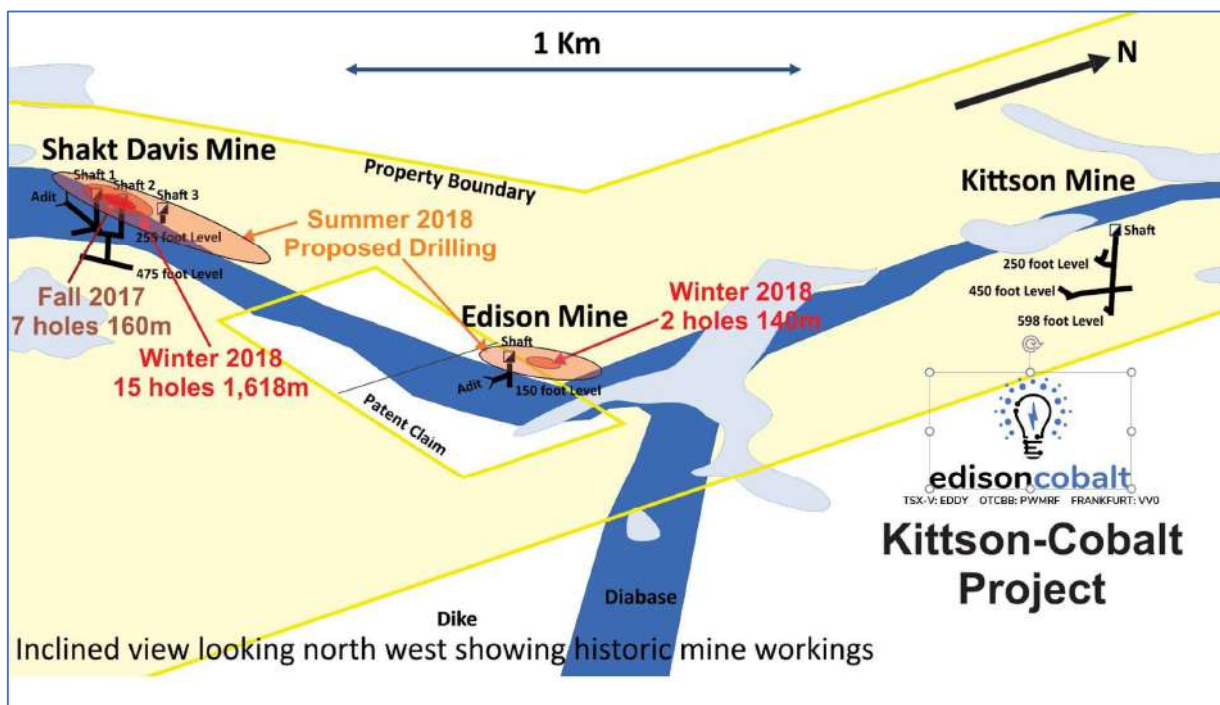 1 Km
N
Shakt Davis Mine
Shaft 1
Shaft 2
Shaft 3
Adit
255 foot Level
475 foot Level
Property Boundary
Kittson Mine
Shaft
250 foot Level
450 foot Level
598 foot Level
Summer 2018
Proposed Drilling
Fall 2017
7 holes 160m
Winter 2018
15 holes 1,618m
Edison Mine
Shaft
Adit
150 foot Level
Winter 2018
2 holes 140m
Patent Claim
edisoncobalt
TSX-V: EDDY OTCBB: PWMRF FRANKFURT: VV0
Kittson-Cobalt
Project
Diabase
Dike
Inclined view looking north west showing historic mine workings